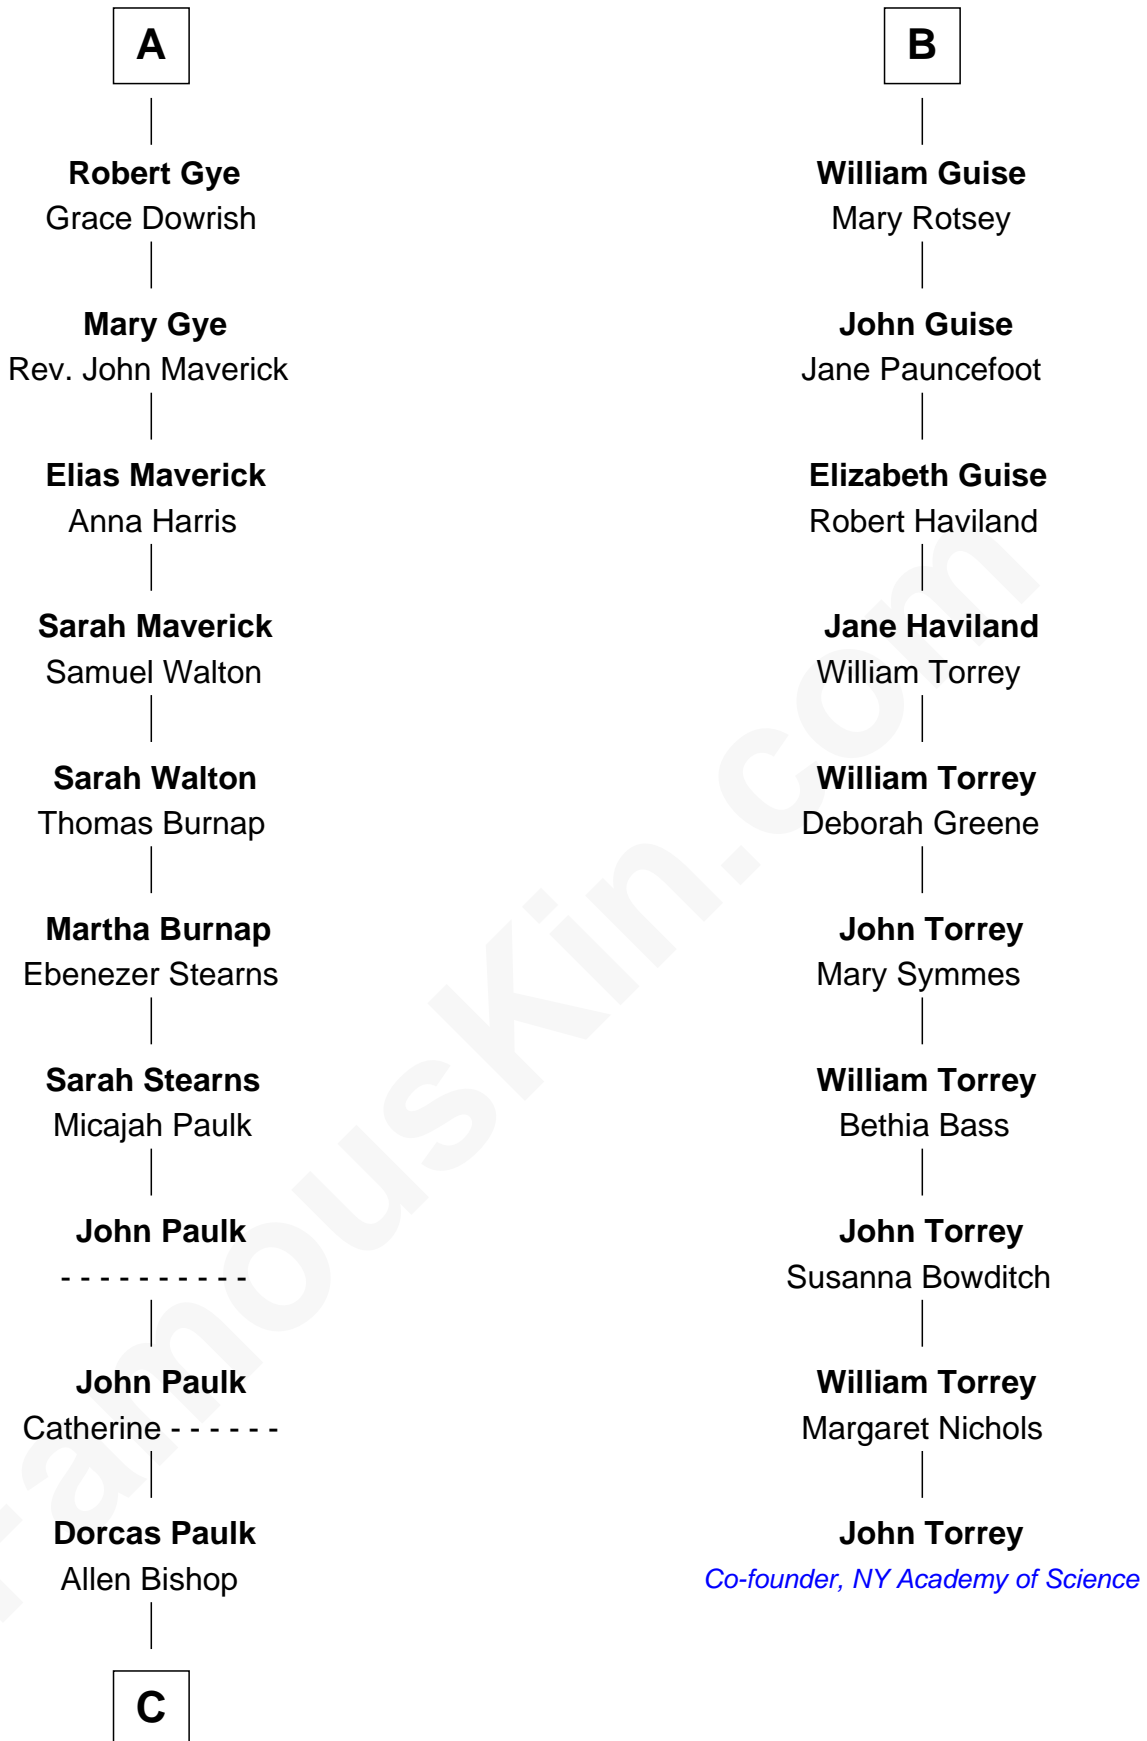 A
Robert Gye
Grace Dowrish
Mary Gye
Rev. John Maverick
Elias Maverick
Anna Harris
Sarah Maverick
Samuel Walton
Sarah Walton
Thomas Burnap
Martha Burnap
Ebenezer Stearns
Sarah Stearns
Micajah Paulk
John Paulk
- - - - - - - - - -
John Paulk
Catherine - - - - - -
Dorcas Paulk
Allen Bishop
C
B
William Guise
Mary Rotsey
John Guise
Jane Pauncefoot
Elizabeth Guise
Robert Haviland
Jane Haviland
William Torrey
William Torrey
Deborah Greene
John Torrey
Mary Symmes
William Torrey
Bethia Bass
John Torrey
Susanna Bowditch
William Torrey
Margaret Nichols
John Torrey
Co-founder, NY Academy of Science
FamousKin.com